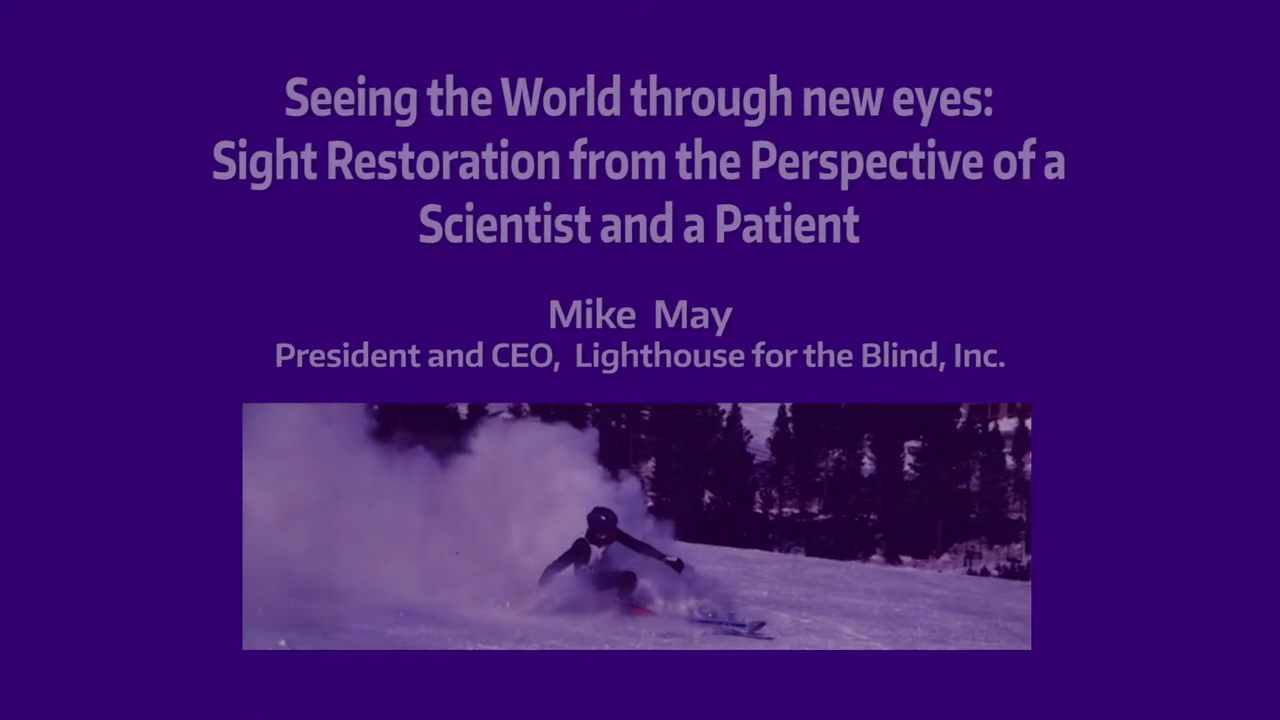 Seeing the World through new eyes:
Sight Restoration from the Perspective of a
Scientist and a Patient
Mike May
President and CEO, Lighthouse for the Blind, Inc.